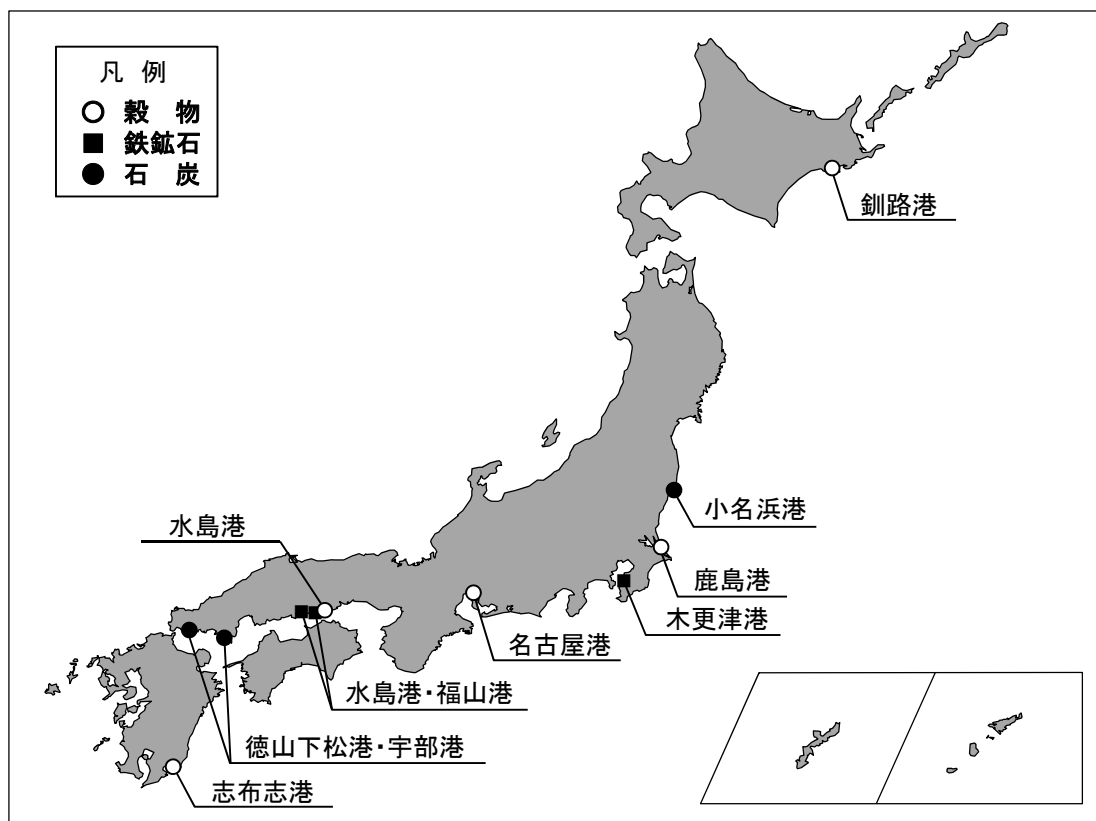 凡 例
穀 物
鉄鉱石
石 炭
釧路港
小名浜港
水島港
鹿島港
木更津港
名古屋港
水島港・福山港
徳山下松港・宇部港
志布志港